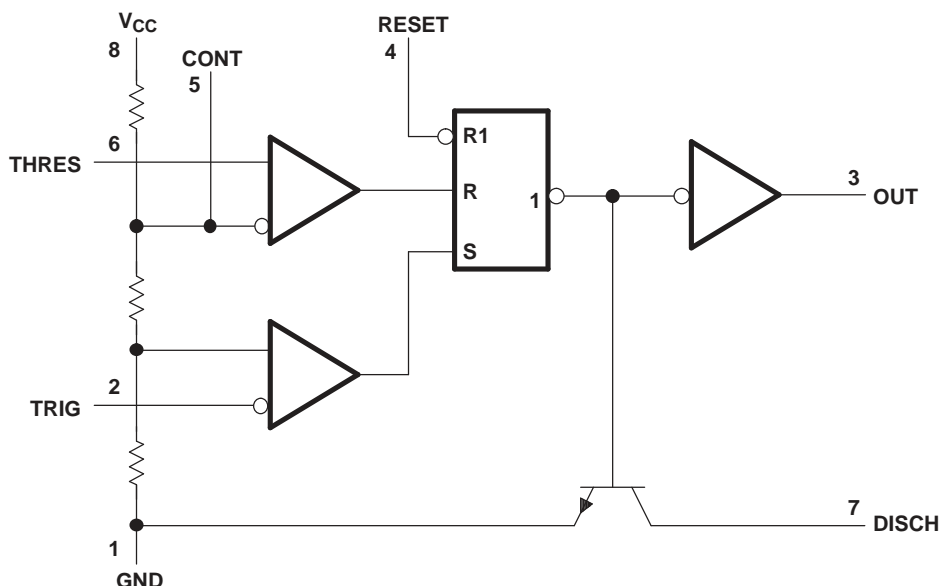 VCC
8
CONT
5
RESET
4
6
THRES
R1
R
1
S
3
OUT
2
TRIG
7
DISCH
1
GND